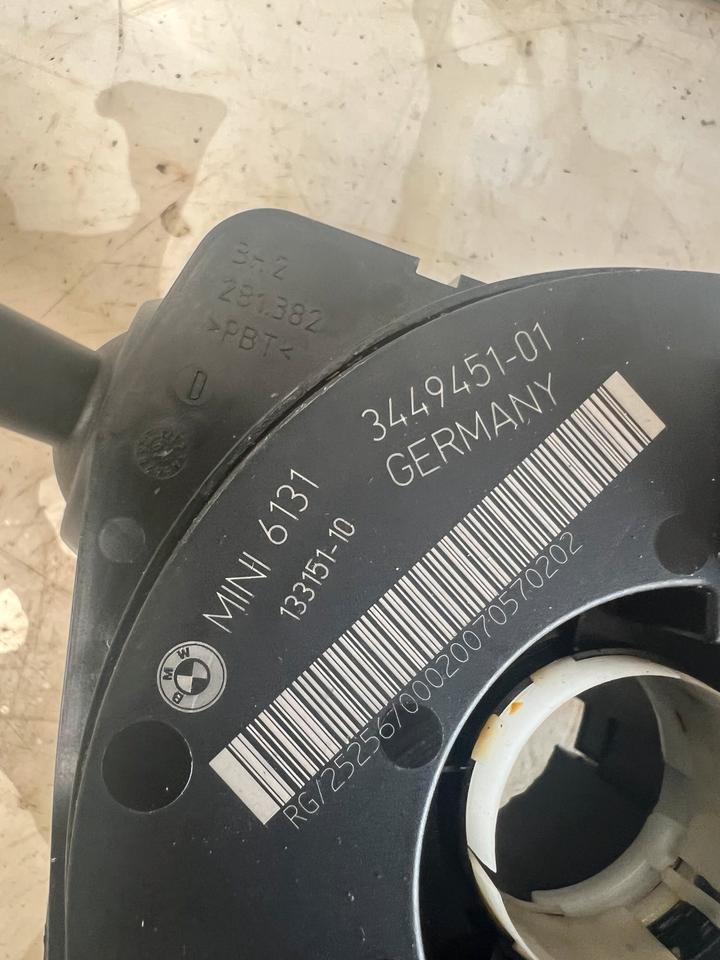 281.382
>PBT<
D
MINI 6131
3449451-01
133151-10
GERMANY
RG/25256/00020070570202
BMW